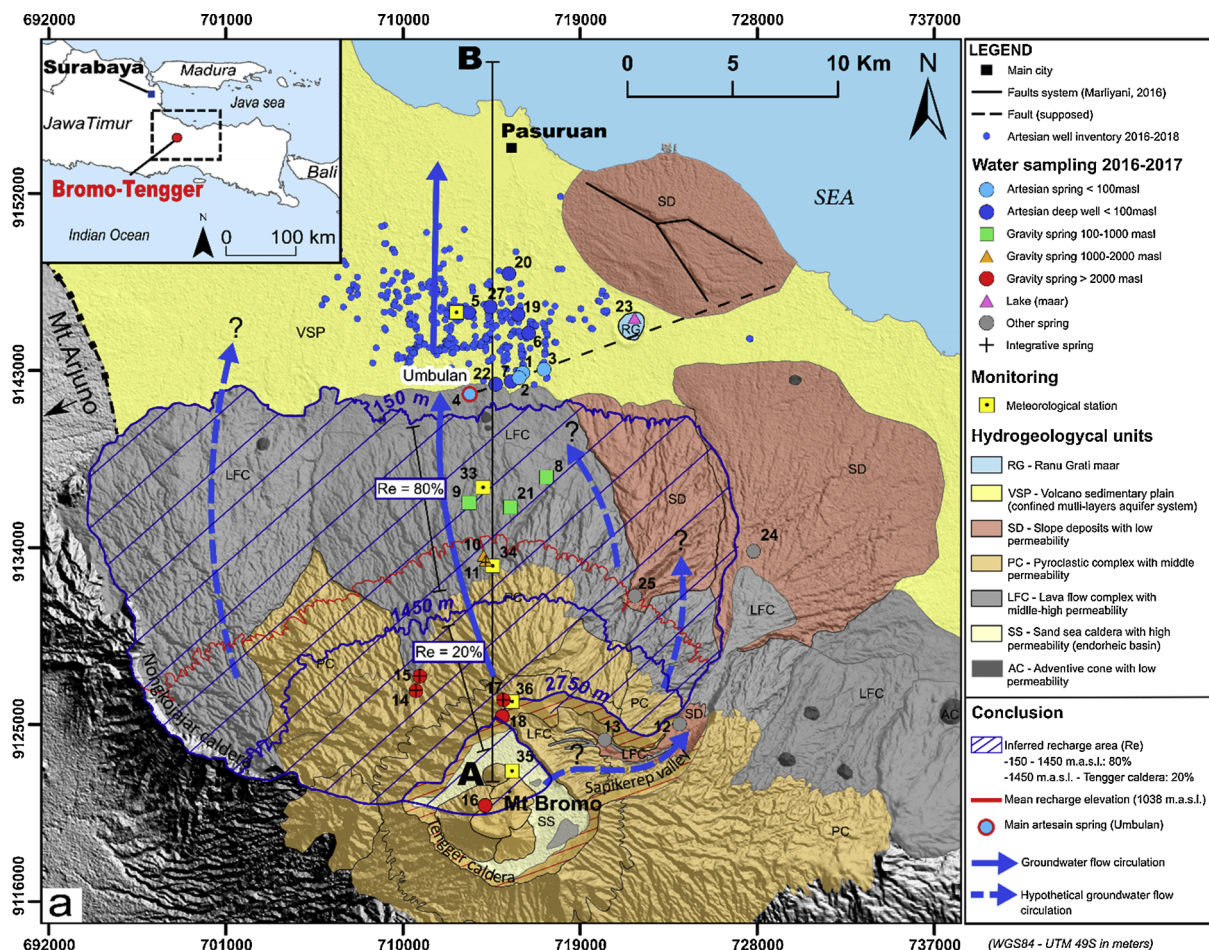 692000 701000 710000 719000 728000 737000
Surabaya
Madura
Java sea
JawaTimur
Bali
Bromo-Tengger
Indian Ocean
N
0 100 km
B
0 5 10 Km
N
Pasuruan
SEA
SD
9152000
9143000
9134000
9125000
9116000
Mt.Arjuno
VSP
?
20
27
5
19
6
23
RG
3
1
22
7
2
Umbulan
4
150 m
LFC
LFC
?
SD
SD
33
8
Re = 80%
9
21
24
10
34
11
?
25
PC
LFC
1450 m
Re = 20%
PC
15
14
17
36
2750 m
PC
18
LFC
13
12
SD
LFC
AC
Nongkojajar caldera
?
LFC
35
A
Sapikerep valley
16
Mt Bromo
SS
PC
Tengger caldera
a
692000 701000 710000 719000 728000 737000
LEGEND
Main city
Faults system (Marliyani, 2016)
Fault (supposed)
Artesian well inventory 2016-2018
Water sampling 2016-2017
Artesian spring < 100masl
Artesian deep well < 100masl
Gravity spring 100-1000 masl
Gravity spring 1000-2000 masl
Gravity spring > 2000 masl
Lake (maar)
Other spring
Integrative spring
Monitoring
Meteorological station
Hydrogeologycal units
RG - Ranu Grati maar
VSP - Volcano sedimentary plain
(confined mutli-layers aquifer system)
SD - Slope deposits with low
permeability
PC - Pyroclastic complex with middle
permeability
LFC - Lava flow complex with
midlle-high permeability
SS - Sand sea caldera with high
permeability (endorheic basin)
AC - Adventive cone with low
permeability
Conclusion
Inferred recharge area (Re)
-150 - 1450 m.a.s.l.: 80%
-1450 m.a.s.l. - Tengger caldera: 20%
Mean recharge elevation (1038 m.a.s.l.)
Main artesain spring (Umbulan)
Groundwater flow circulation
Hypothetical groundwater flow
circulation
(WGS84 - UTM 49S in meters)